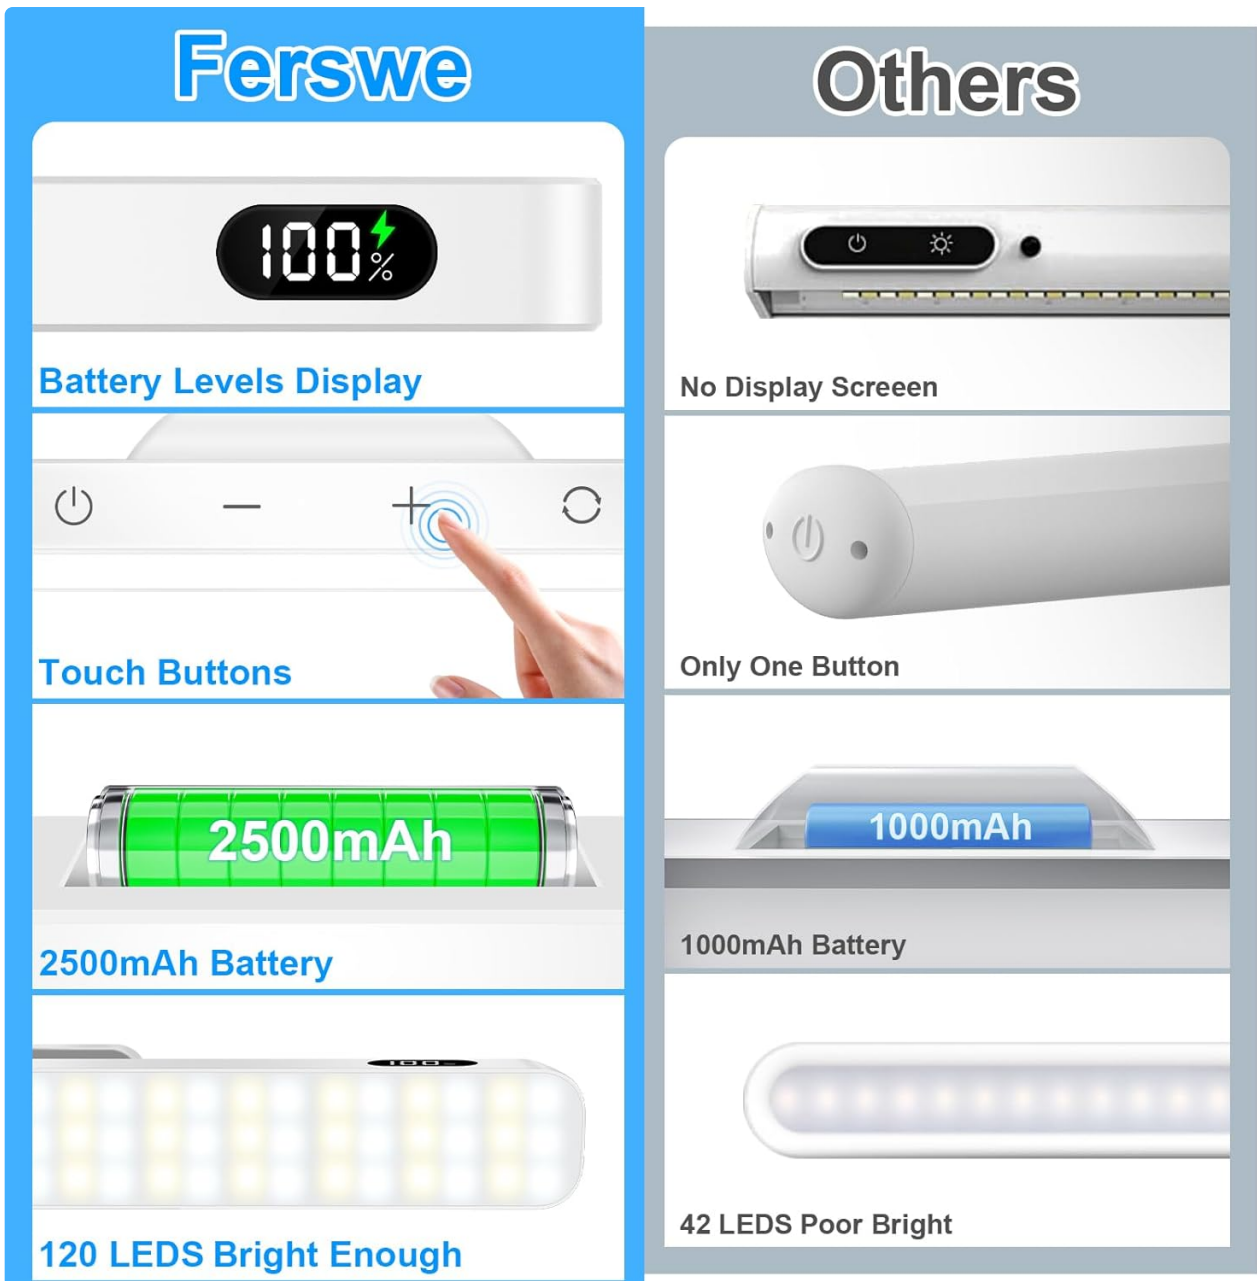 Ferswe
100%
Battery Levels Display
Touch Buttons
2500mAh
2500mAh Battery
100
120 LEDS Bright Enough
Others
No Display Screeen
Only One Button
1000mAh
1000mAh Battery
42 LEDS Poor Bright